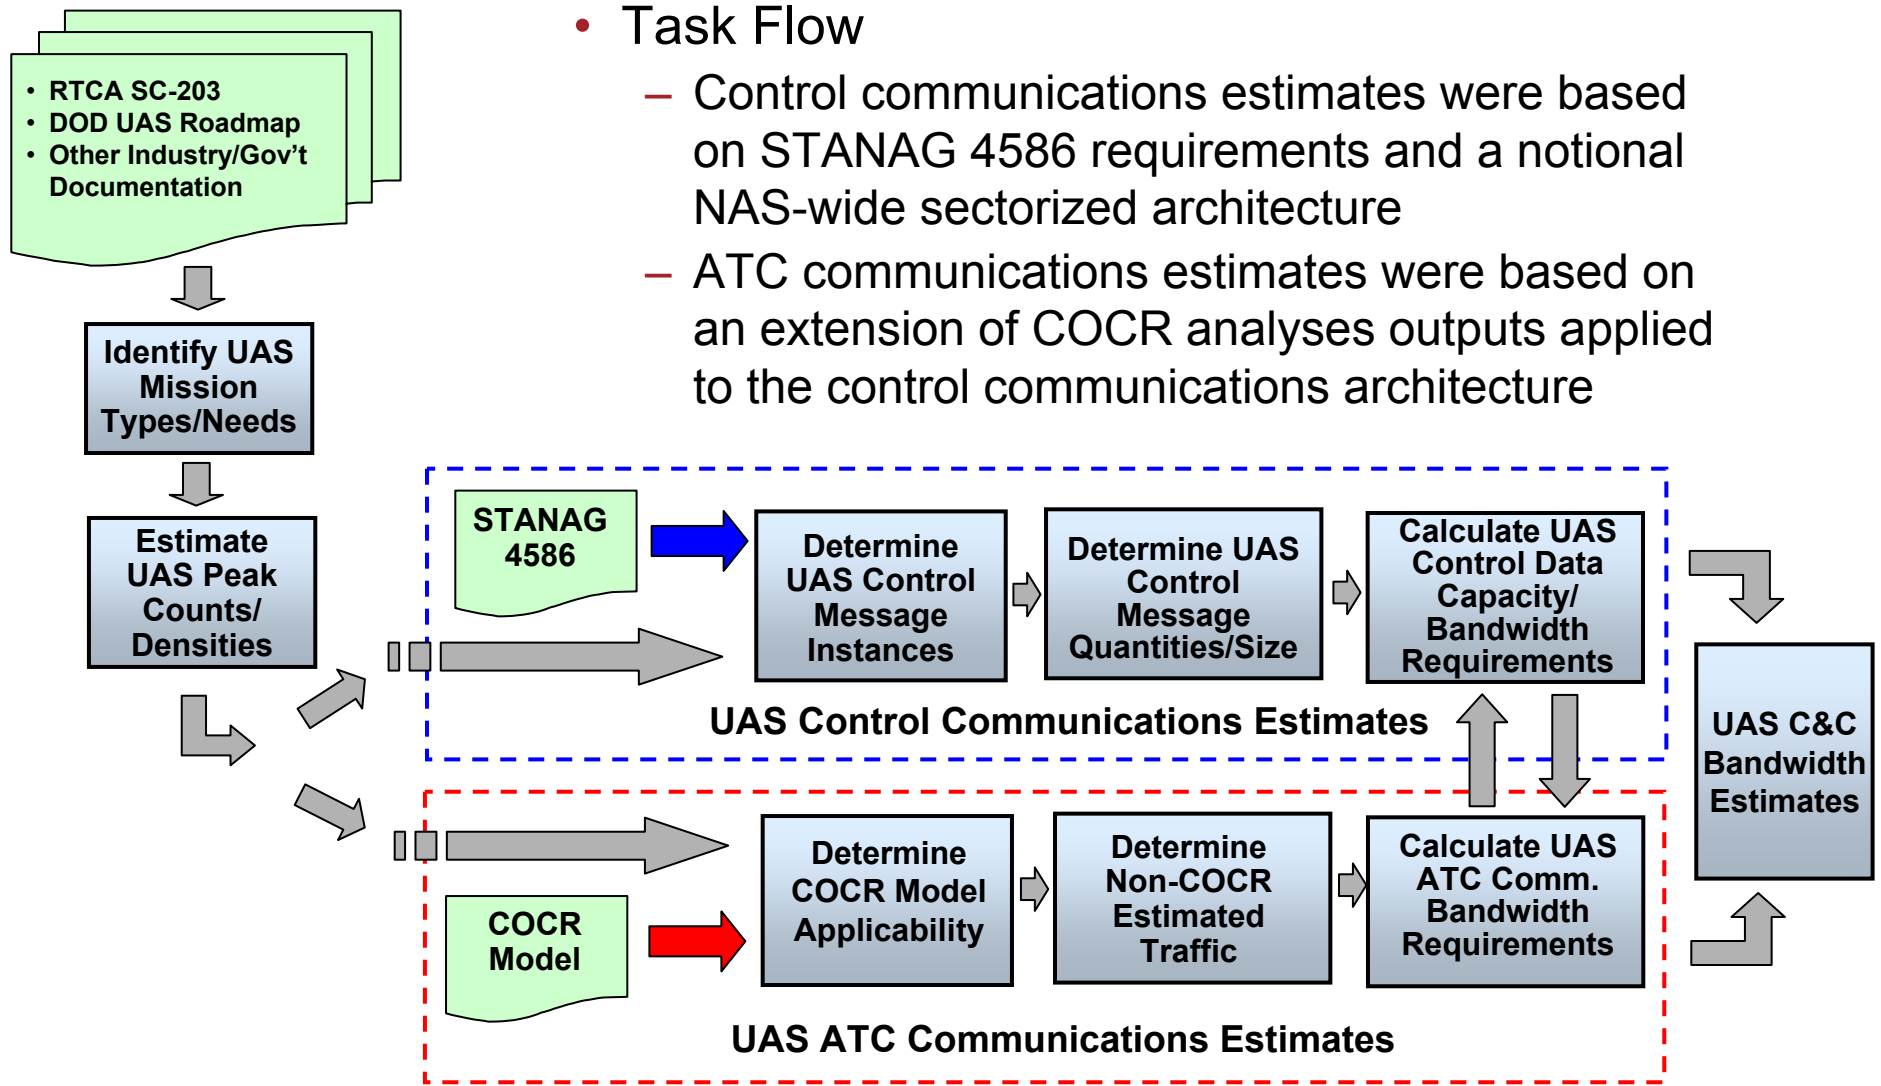 • Task Flow
– Control communications estimates were based
on STANAG 4586 requirements and a notional
NAS-wide sectorized architecture
– ATC communications estimates were based on
an extension of COCR analyses outputs applied
to the control communications architecture
• RTCA SC-203
• DOD UAS Roadmap
• Other Industry/Gov’t
Documentation
Identify UAS
Mission
Types/Needs
Estimate
UAS Peak
Counts/
Densities
STANAG
4586
Determine
UAS Control
Message
Instances
Determine UAS
Control
Message
Quantities/Size
Calculate UAS
Control Data
Capacity/
Bandwidth
Requirements
UAS Control Communications Estimates
COCR
Model
Determine
COCR Model
Applicability
Determine
Non-COCR
Estimated
Traffic
Calculate UAS
ATC Comm.
Bandwidth
Requirements
UAS ATC Communications Estimates
UAS C&C
Bandwidth
Estimates